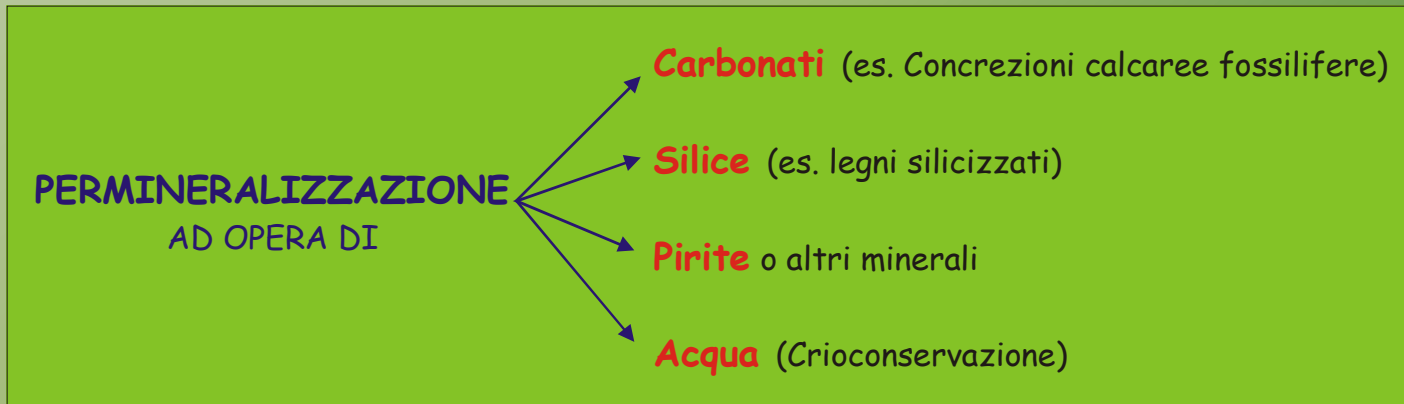 Carbonati (es. Concrezioni calcaree fossilifere)
Silice (es. legni silicizzati)
PERMINERALIZZAZIONE
AD OPERA DI
Pirite o altri minerali
Acqua (Crioconservazione)